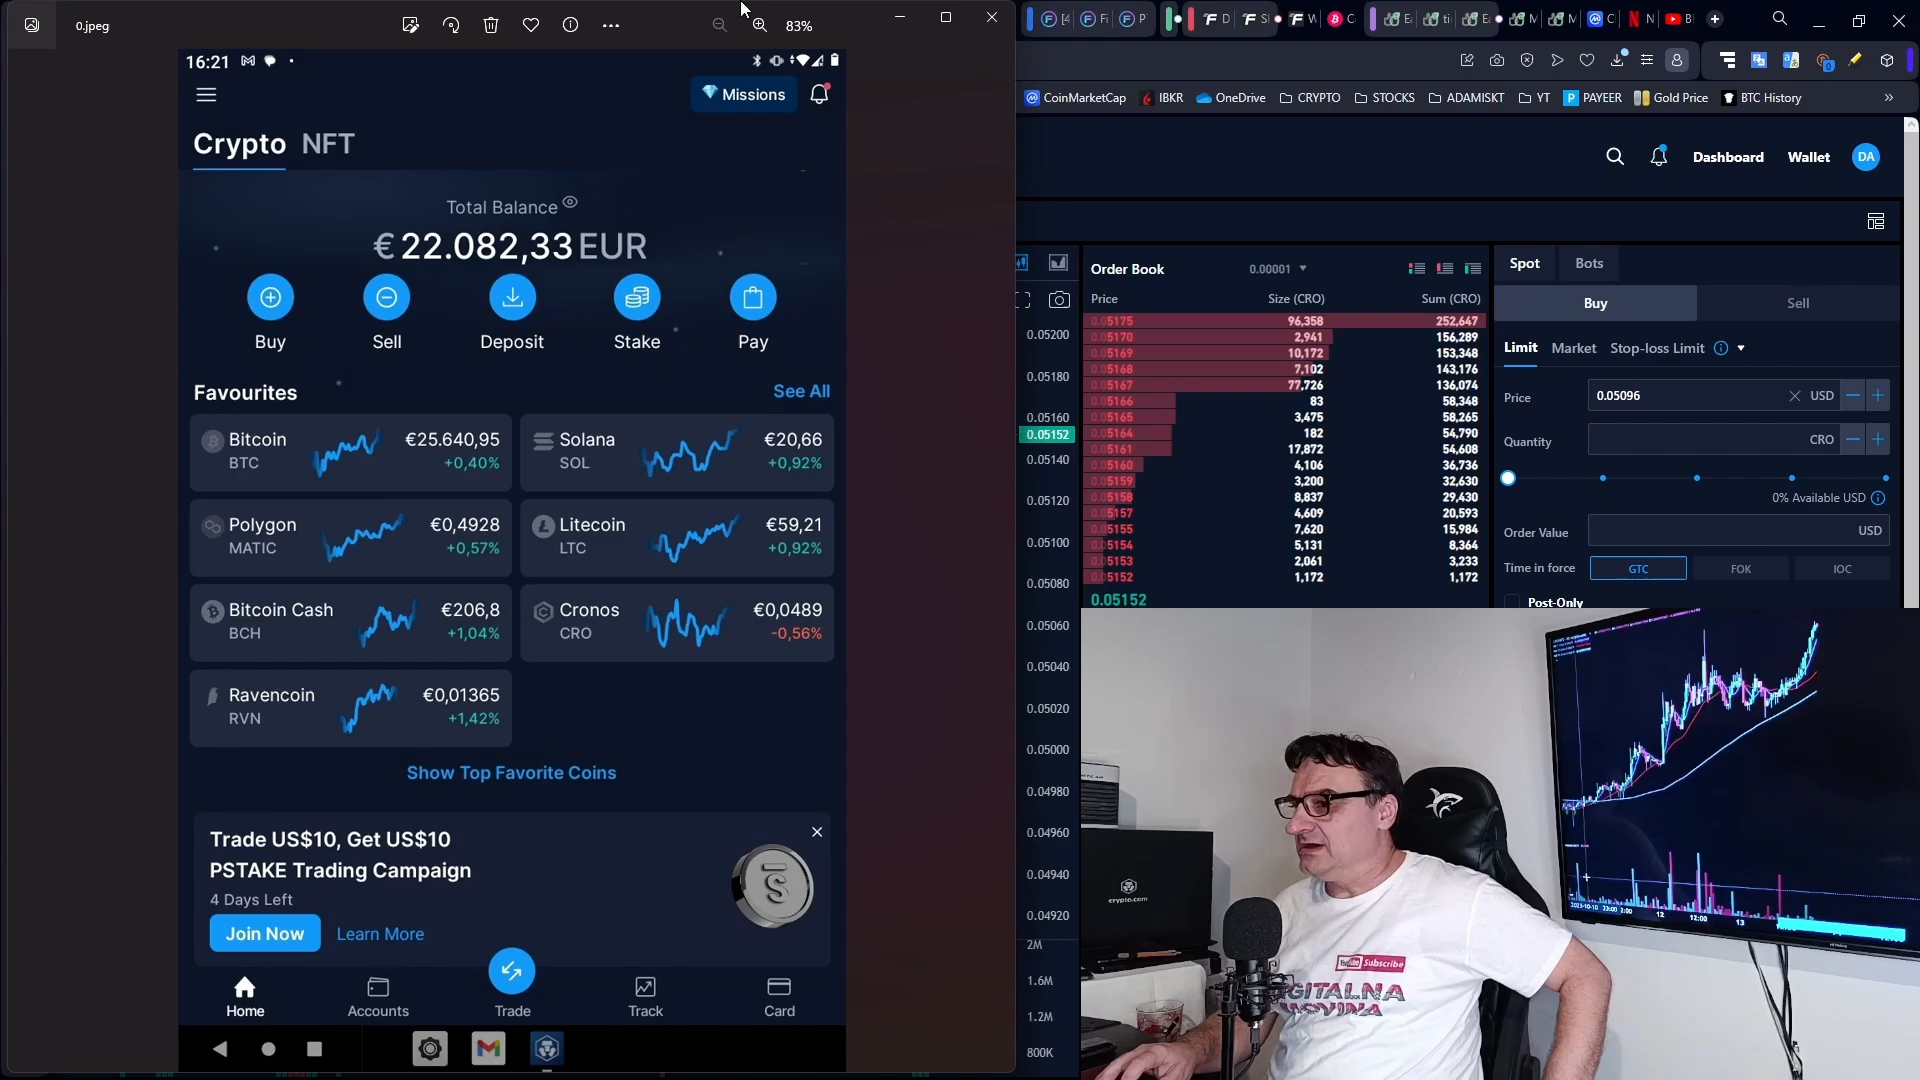 0.jpeg
83%
16:21
Missions
Crypto NFT
Total Balance
€22.082,33 EUR
Buy
Sell
Deposit
Stake
Pay
Favourites
See All
Bitcoin €25.640,95
BTC +0,40%
Solana €20,66
SOL +0,92%
Polygon €0,4928
MATIC +0,57%
Litecoin €59,21
LTC +0,92%
Bitcoin Cash €206,8
BCH +1,04%
Cronos €0,0489
CRO -0,56%
Ravencoin €0,01365
RVN +1,42%
Show Top Favorite Coins
Trade US$10, Get US$10
PSTAKE Trading Campaign
4 Days Left
Join Now
Learn More
Home
Accounts
Trade
Track
Card
CoinMarketCap
IBKR
OneDrive
CRYPTO
STOCKS
ADAMISKT
YT
PAYEER
Gold Price
BTC History
Dashboard
Wallet
DA
0.05200
0.05180
0.05160
0.05152
0.05140
0.05120
0.05100
0.05080
0.05060
0.05040
0.05020
0.05000
0.04980
0.04960
0.04940
0.04920
2M
1.6M
1.2M
800K
Order Book
0.00001
Price Size (CRO) Sum (CRO)
0.05175 96,358 252,647
0.05170 2,941 156,289
0.05169 10,172 153,348
0.05168 7,102 143,176
0.05167 77,726 136,074
0.05166 83 58,348
0.05165 3,475 58,265
0.05164 182 54,790
0.05161 17,872 54,608
0.05160 4,106 36,736
0.05159 3,200 32,630
0.05158 8,837 29,430
0.05157 4,609 20,593
0.05155 7,620 15,984
0.05154 5,131 8,364
0.05153 2,061 3,233
0.05152 1,172 1,172
0.05152
Spot
Bots
Buy
Sell
Limit
Market
Stop-loss Limit
Price 0.05096 USD
Quantity CRO
0% Available USD
Order Value USD
Time in force GTC FOK IOC
Post-Only
crypto.com
Subscribe